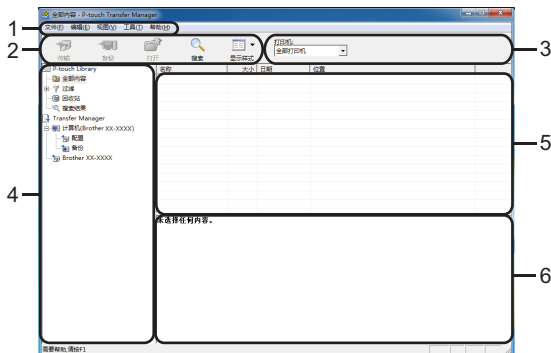 全部内容 - P-touch Transfer Manager
1
文件(F) 编辑(E) 视图(V) 工具(T) 帮助(H)
2
传输 备份 打开 搜索 显示样式
打印机:
全部打印机
3
P-touch Library
全部内容
过滤
回收站
搜索结果
Transfer Manager
计算机(Brother XX-XXXX)
配置
备份
Brother XX-XXXX
4
名称 大小 日期 位置
5
未选择任何内容。
6
需要帮助,请按F1